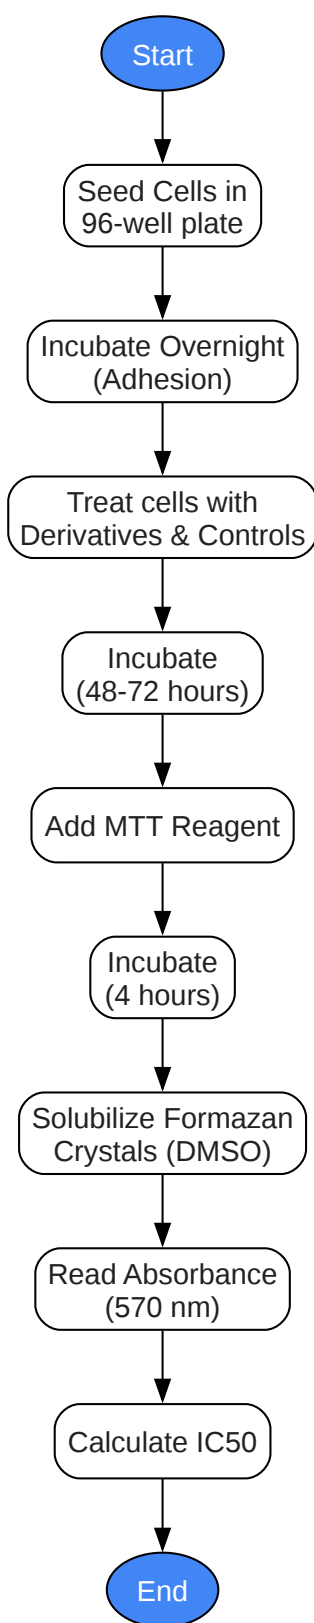 Start
Seed Cells in
96-well plate
Incubate Overnight
(Adhesion)
Treat cells with
Derivatives & Controls
Incubate
(48-72 hours)
Add MTT Reagent
Incubate
(4 hours)
Solubilize Formazan
Crystals (DMSO)
Read Absorbance
(570 nm)
Calculate IC50
End